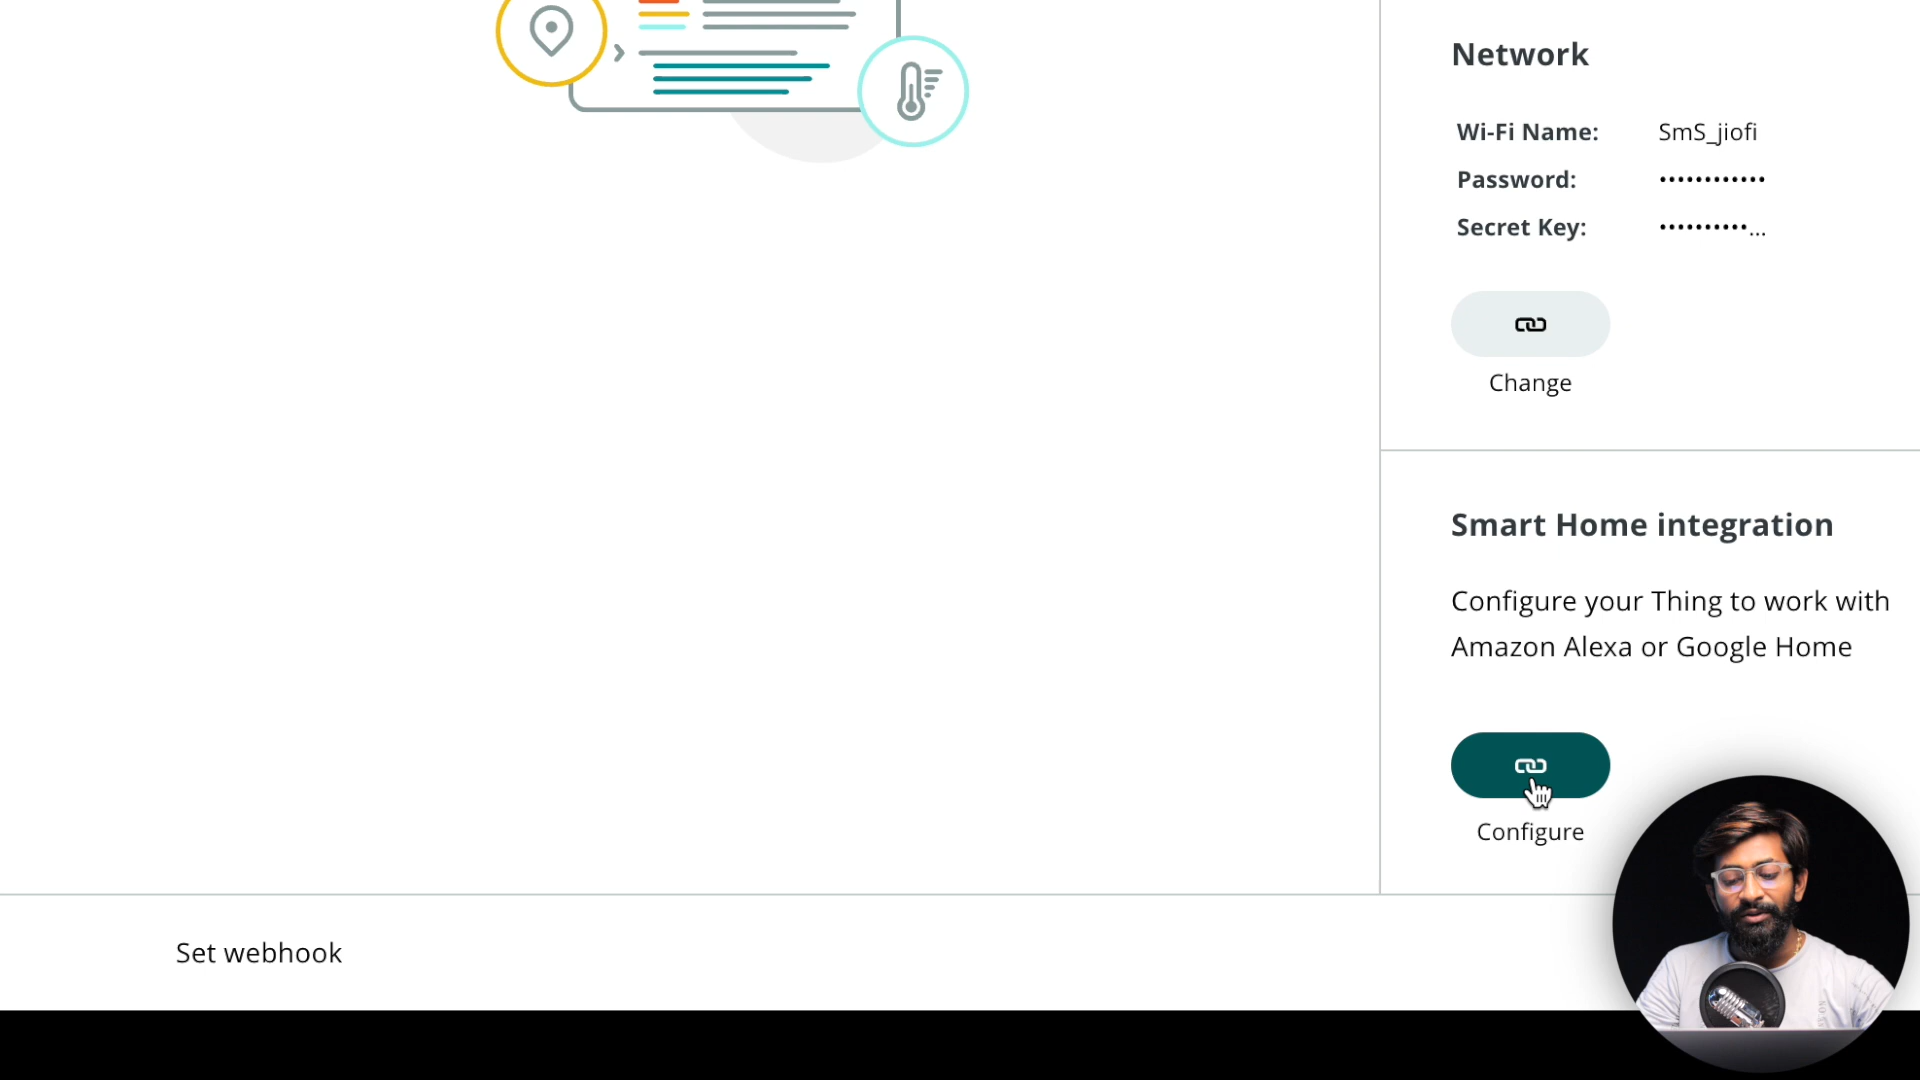 Network
Wi-Fi Name: SmS_jiofi
Password: ••••••••••••
Secret Key: ••••••••••...
Change
Smart Home integration
Configure your Thing to work with
Amazon Alexa or Google Home
Configure
Set webhook